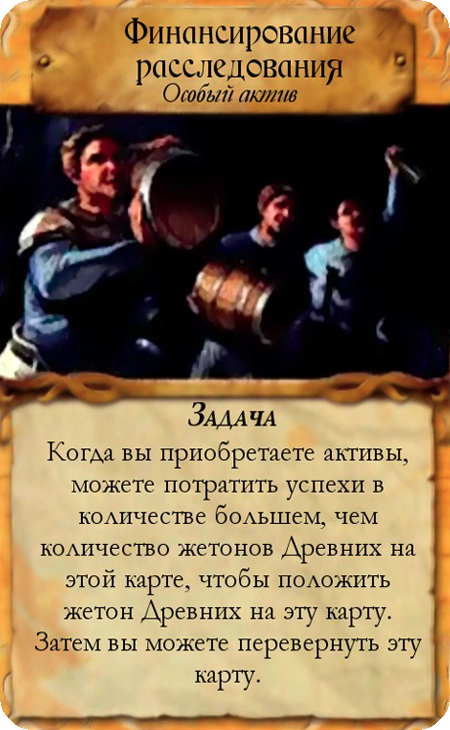 Финансирование
расследования
Особый актив
Задача
Когда вы приобретаете активы,
можете потратить успехи в
количестве большем, чем
количество жетонов Древних на
этой карте, чтобы положить
жетон Древних на эту карту.
Затем вы можете перевернуть эту
карту.